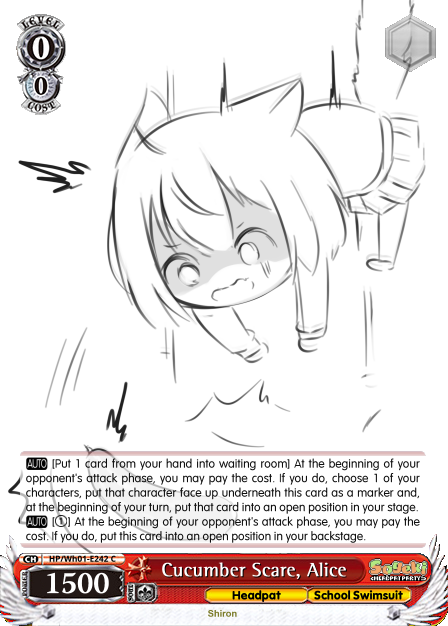 LEVEL
0
0
COST
AUTO [Put 1 card from your hand into waiting room] At the beginning of your
opponent's attack phase, you may pay the cost. If you do, choose 1 of your
characters, put that character face up underneath this card as a marker and,
at the beginning of your turn, put that card into an open position in your stage.
AUTO [①] At the beginning of your opponent's attack phase, you may pay the
cost. If you do, put this card into an open position in your backstage.
CH HP/Wh01-E242 C
POWER 1500 SOUL Cucumber Scare, Alice
HEADPAT PARTY
Headpat School Swimsuit
Shiron